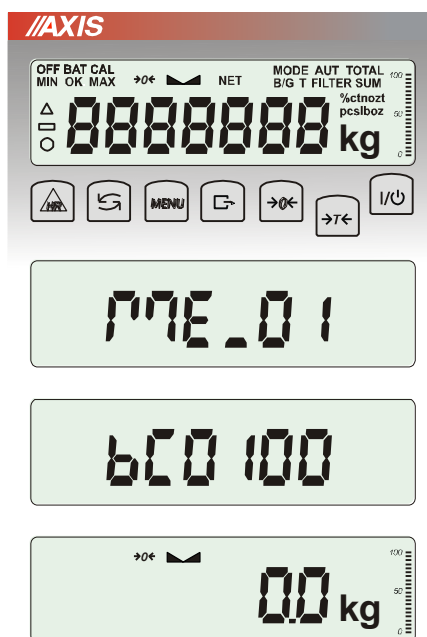 //AXIS
OFF BAT CAL MODE AUT TOTAL 100
MIN OK MAX →0← NET B/G T FILTER SUM
%ctnozt
pcslboz 50
8888888 kg
0
HR MENU →0← →T← I/⏻
ME_01
bC0100
→0← 100
0.0 kg 50
0